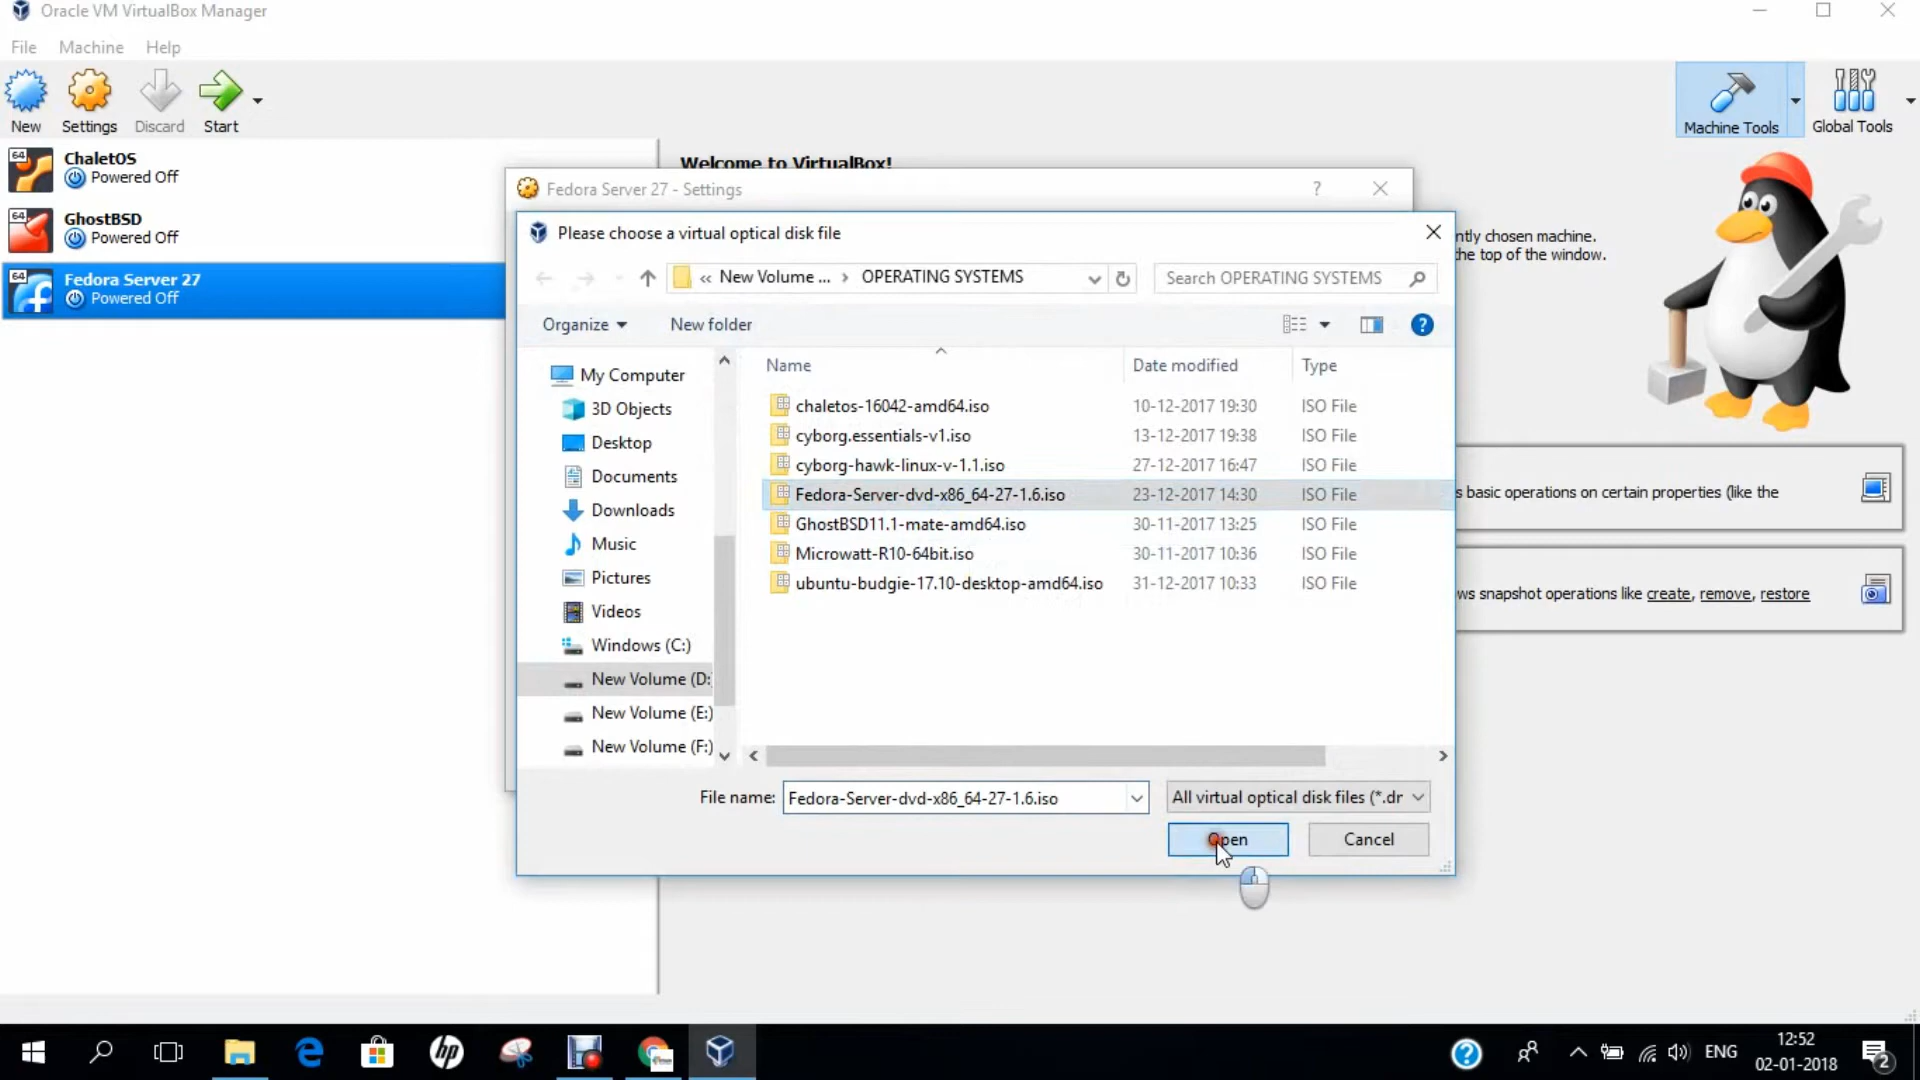 Oracle VM VirtualBox Manager
File Machine Help
New Settings Discard Start
Machine Tools Global Tools
64 ChaletOS
Powered Off
64 GhostBSD
Powered Off
64 Fedora Server 27
Powered Off
Welcome to VirtualBox!
ntly chosen machine.
the top of the window.
s basic operations on certain properties (like the
ws snapshot operations like create, remove, restore
Fedora Server 27 - Settings ?
Please choose a virtual optical disk file
« New Volume ... › OPERATING SYSTEMS
Search OPERATING SYSTEMS
Organize New folder ?
My Computer
3D Objects
Desktop
Documents
Downloads
Music
Pictures
Videos
Windows (C:)
New Volume (D:
New Volume (E:)
New Volume (F:)
Name Date modified Type
chaletos-16042-amd64.iso 10-12-2017 19:30 ISO File
cyborg.essentials-v1.iso 13-12-2017 19:38 ISO File
cyborg-hawk-linux-v-1.1.iso 27-12-2017 16:47 ISO File
Fedora-Server-dvd-x86_64-27-1.6.iso 23-12-2017 14:30 ISO File
GhostBSD11.1-mate-amd64.iso 30-11-2017 13:25 ISO File
Microwatt-R10-64bit.iso 30-11-2017 10:36 ISO File
ubuntu-budgie-17.10-desktop-amd64.iso 31-12-2017 10:33 ISO File
File name: Fedora-Server-dvd-x86_64-27-1.6.iso
All virtual optical disk files (*.dr
Open Cancel
hp
? ENG
12:52
02-01-2018
2